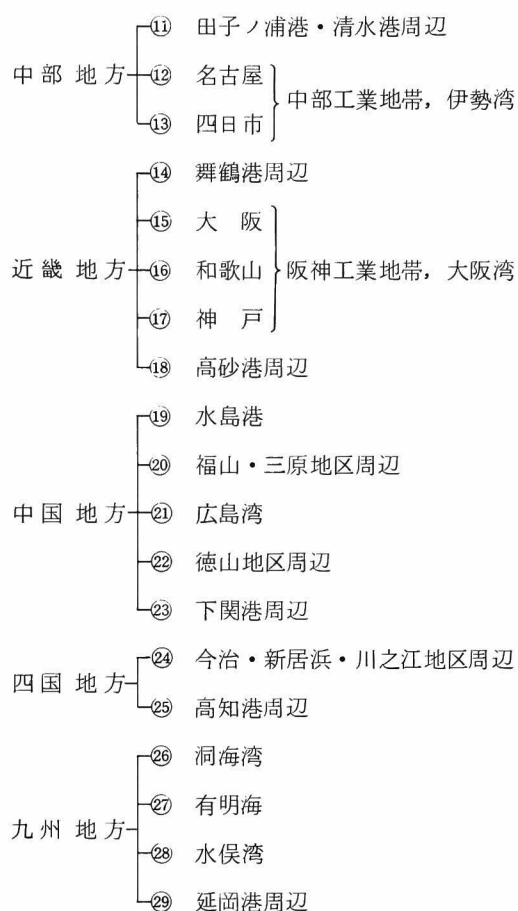 ⑪ 田子ノ浦港・清水港周辺
中部地方 ⑫ 名古屋
中部工業地帯，伊勢湾
⑬ 四日市
⑭ 舞鶴港周辺
⑮ 大阪
近畿地方 ⑯ 和歌山 阪神工業地帯，大阪湾
⑰ 神戸
⑱ 高砂港周辺
⑲ 水島港
⑳ 福山・三原地区周辺
中国地方 ㉑ 広島湾
㉒ 徳山地区周辺
㉓ 下関港周辺
㉔ 今治・新居浜・川之江地区周辺
四国地方
㉕ 高知港周辺
㉖ 洞海湾
㉗ 有明海
九州地方
㉘ 水俣湾
㉙ 延岡港周辺